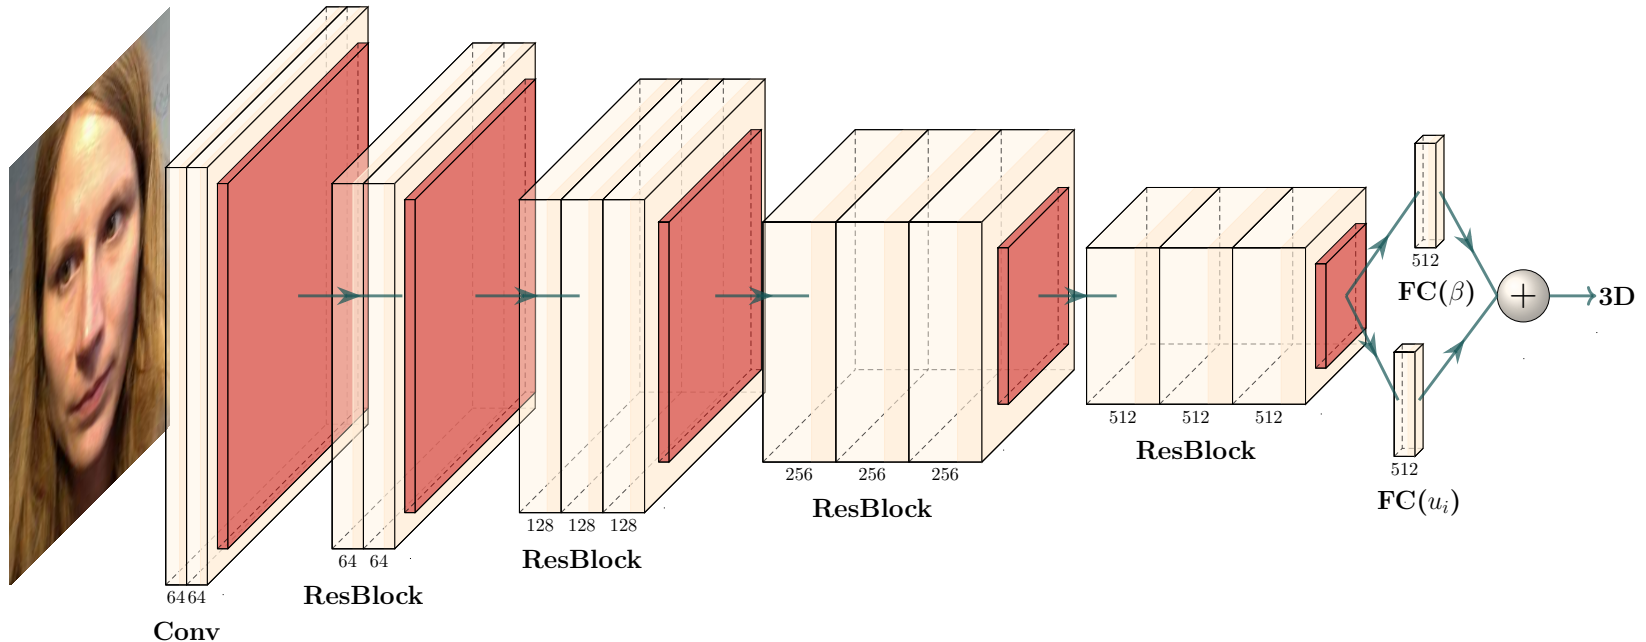 64 64
Conv
64 64
ResBlock
128 128 128
ResBlock
256 256 256
ResBlock
512 512 512
ResBlock
512
FC(β)
512
FC(u_i)
+
3D